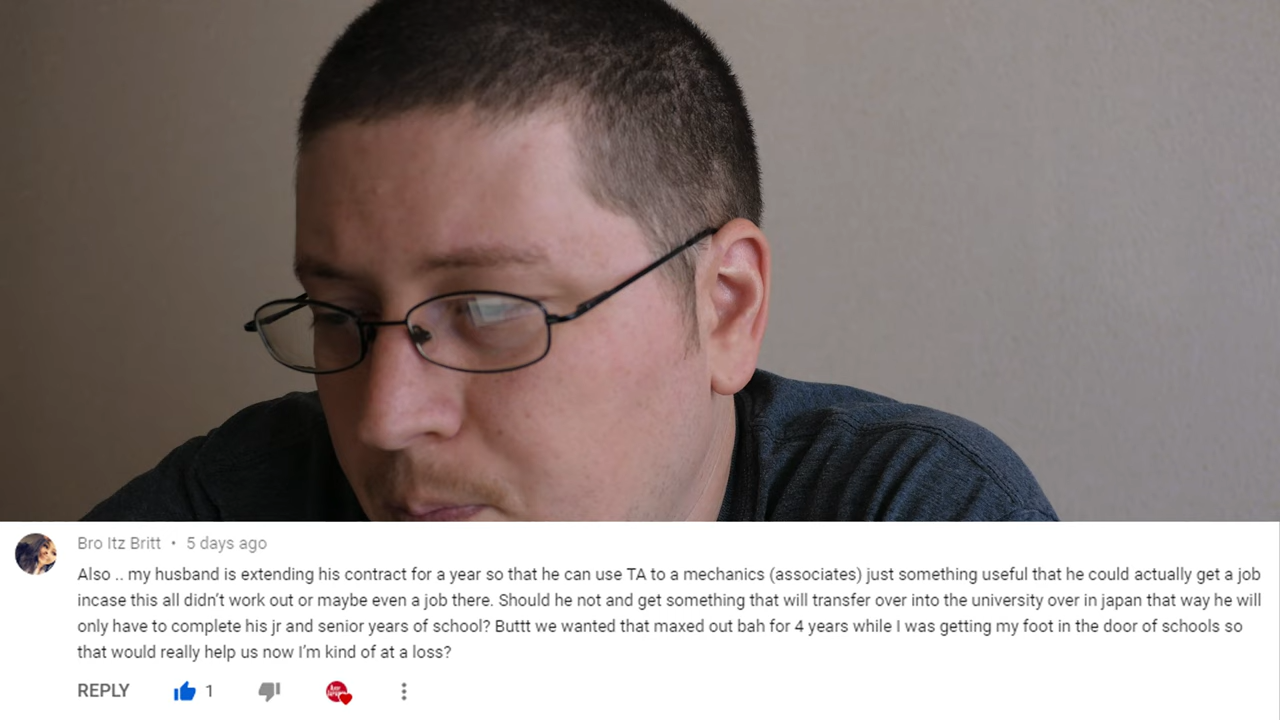 Bro Itz Britt • 5 days ago
Also .. my husband is extending his contract for a year so that he can use TA to a mechanics (associates) just something useful that he could actually get a job
incase this all didn’t work out or maybe even a job there. Should he not and get something that will transfer over into the university over in japan that way he will
only have to complete his jr and senior years of school? Buttt we wanted that maxed out bah for 4 years while I was getting my foot in the door of schools so
that would really help us now I’m kind of at a loss?
REPLY 1